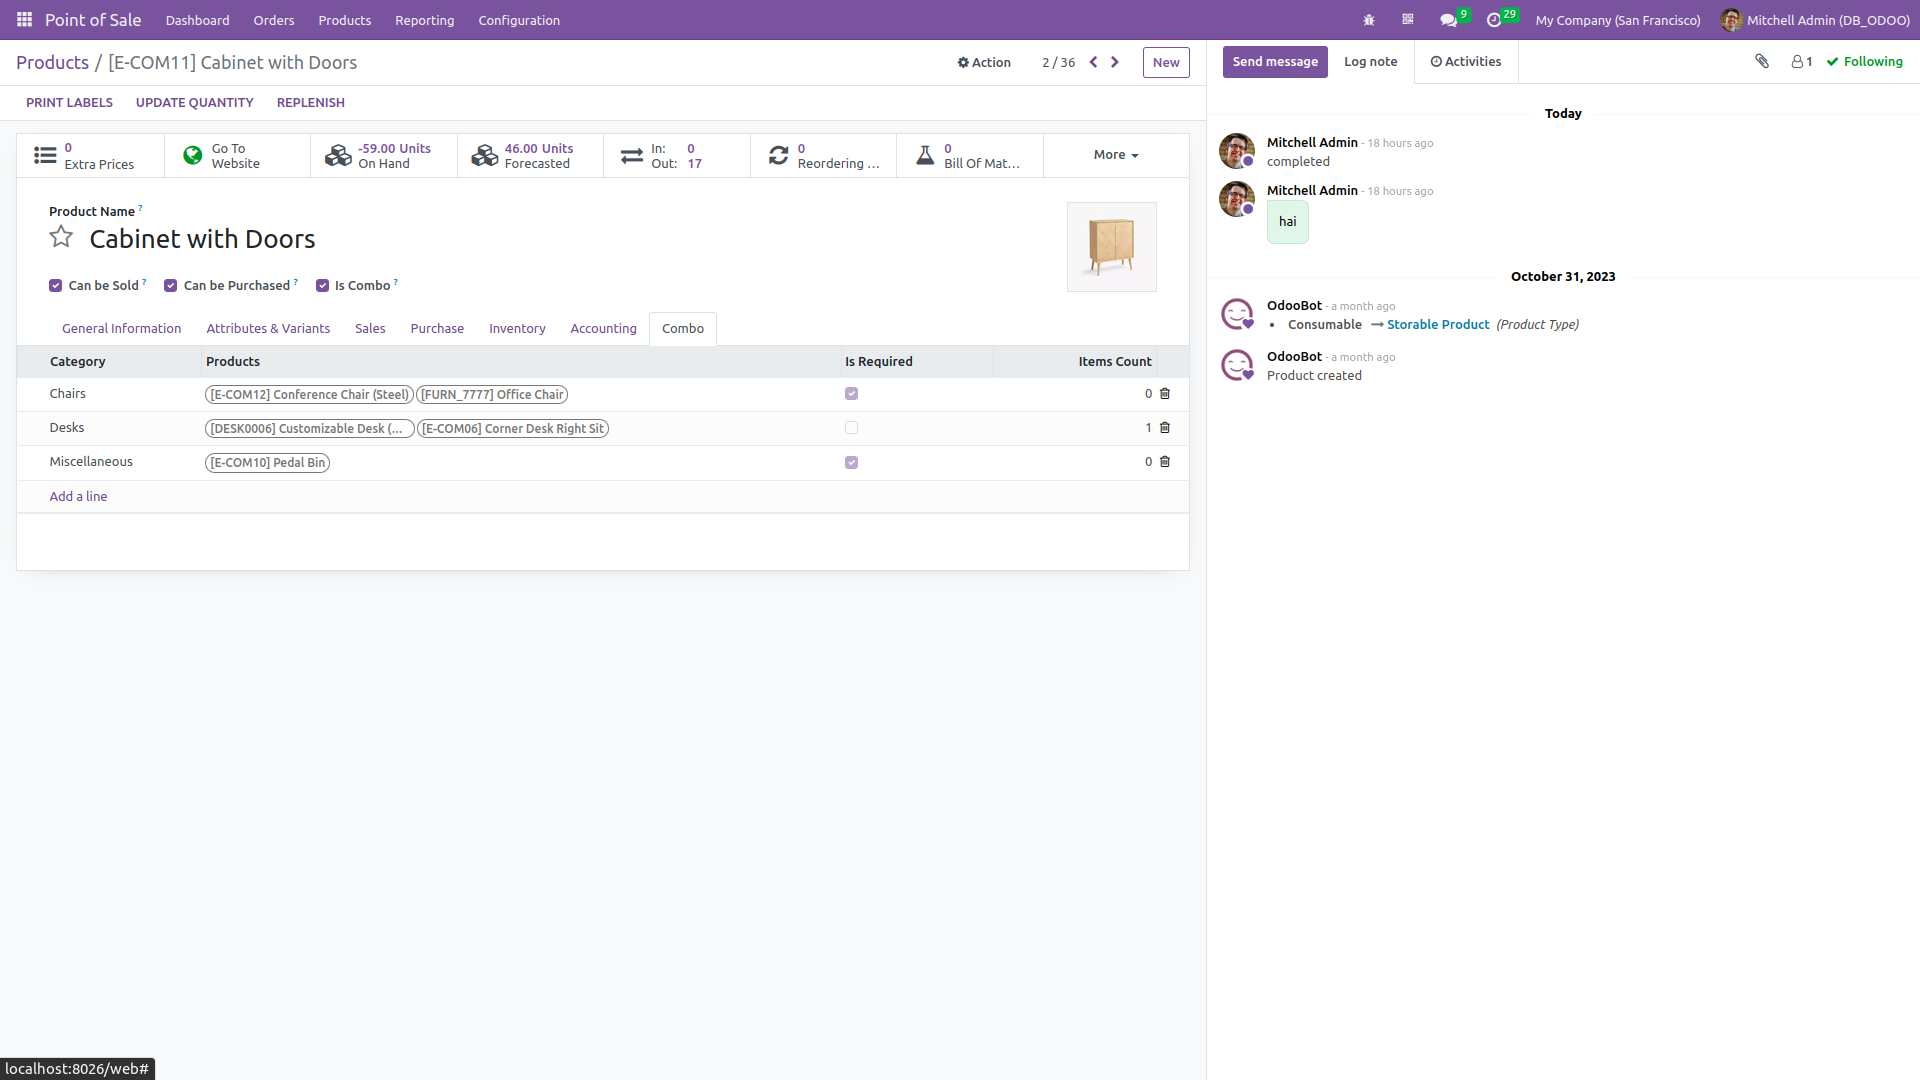 Point of Sale Dashboard Orders Products Reporting Configuration 9 29 My Company (San Francisco) Mitchell Admin (DB_ODOO)
Products / [E-COM11] Cabinet with Doors Action 2 / 36 New
PRINT LABELS UPDATE QUANTITY REPLENISH
0 Extra Prices
Go To Website
-59.00 Units On Hand
46.00 Units Forecasted
In: 0
Out: 17
0 Reordering ...
0 Bill Of Mat...
More
Product Name ?
Cabinet with Doors
Can be Sold ? Can be Purchased ? Is Combo ?
General Information Attributes & Variants Sales Purchase Inventory Accounting Combo
Category Products Is Required Items Count
Chairs [E-COM12] Conference Chair (Steel) [FURN_7777] Office Chair 0
Desks [DESK0006] Customizable Desk (... [E-COM06] Corner Desk Right Sit 1
Miscellaneous [E-COM10] Pedal Bin 0
Add a line
Send message Log note Activities 1 Following
Today
Mitchell Admin - 18 hours ago
completed
Mitchell Admin - 18 hours ago
hai
October 31, 2023
OdooBot - a month ago
• Consumable → Storable Product (Product Type)
OdooBot - a month ago
Product created
localhost:8026/web#